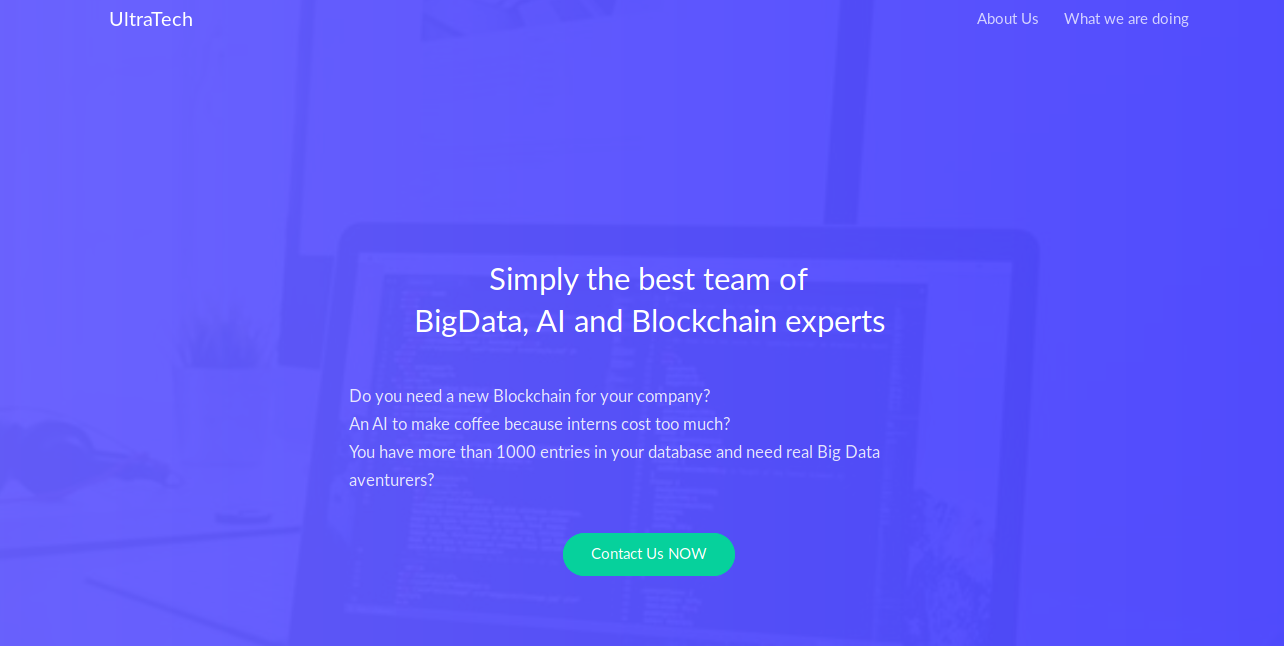 UltraTech
About Us
What we are doing
Simply the best team of
BigData, AI and Blockchain experts
Do you need a new Blockchain for your company?
An AI to make coffee because interns cost too much?
You have more than 1000 entries in your database and need real Big Data
aventurers?
Contact Us NOW